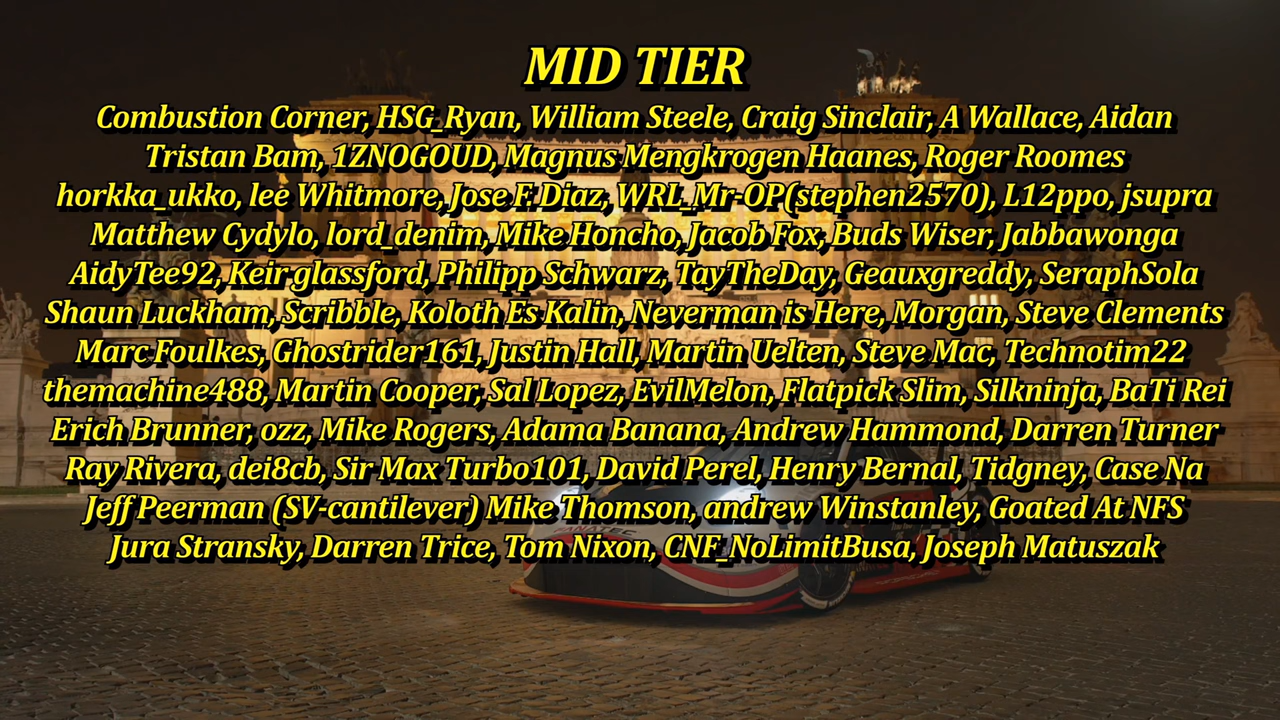 MID TIER
Combustion Corner, HSG_Ryan, William Steele, Craig Sinclair, A Wallace, Aidan
Tristan Bam, 1ZNOGOUD, Magnus Mengkrogen Haanes, Roger Roomes
horkka_ukko, lee Whitmore, Jose F. Diaz, WRL_Mr-OP(stephen2570), L12ppo, jsupra
Matthew Cydylo, lord_denim, Mike Honcho, Jacob Fox, Buds Wiser, Jabbawonga
AidyTee92, Keir glassford, Philipp Schwarz, TayTheDay, Geauxgreddy, SeraphSola
Shaun Luckham, Scribble, Koloth Es Kalin, Neverman is Here, Morgan, Steve Clements
Marc Foulkes, Ghostrider161, Justin Hall, Martin Uelten, Steve Mac, Technotim22
themachine488, Martin Cooper, Sal Lopez, EvilMelon, Flatpick Slim, Silkninja, BaTi Rei
Erich Brunner, ozz, Mike Rogers, Adama Banana, Andrew Hammond, Darren Turner
Ray Rivera, dei8cb, Sir Max Turbo101, David Perel, Henry Bernal, Tidgney, Case Na
Jeff Peerman (SV-cantilever) Mike Thomson, andrew Winstanley, Goated At NFS
Jura Stransky, Darren Trice, Tom Nixon, CNF_NoLimitBusa, Joseph Matuszak
FANATEC